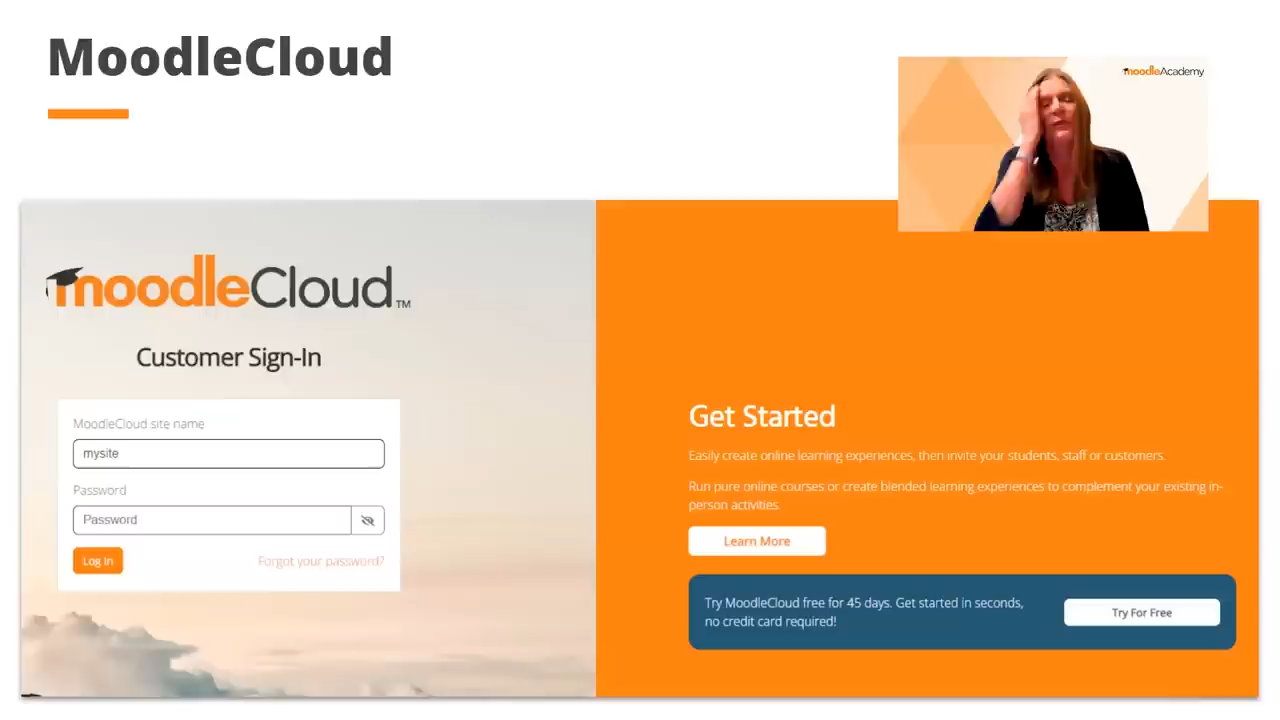 MoodleCloud
moodleAcademy
moodleCloud™
Customer Sign-In
MoodleCloud site name
mysite
Password
Password
Log in
Forgot your password?
Get Started
Easily create online learning experiences, then invite your students, staff or customers.
Run pure online courses or create blended learning experiences to complement your existing in-
person activities.
Learn More
Try MoodleCloud free for 45 days. Get started in seconds,
no credit card required!
Try For Free